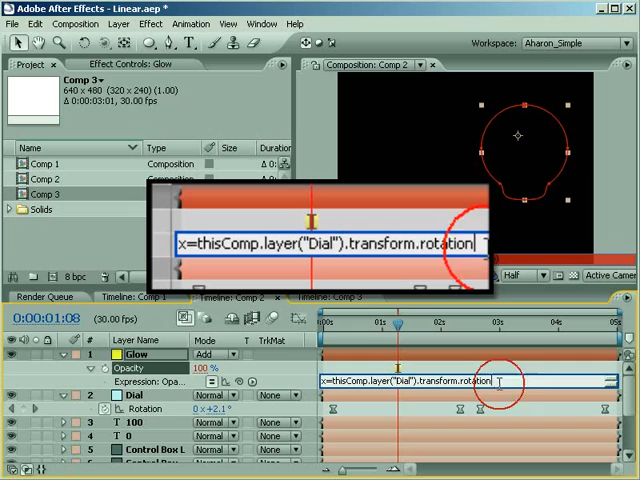 Adobe After Effects - Linear.aep *
File Edit Composition Layer Effect Animation View Window Help
Workspace: Aharon_Simple
Project Effect Controls: Glow Composition: Comp 2
Comp 3
640 x 480 (320 x 240) (1.00)
Δ 0:00:03:01, 30.00 fps
Name Type Size Duration
Comp 1 Composition
Comp 2 Composition
Comp 3
Solids
x=thisComp.layer("Dial").transform.rotation
8 bpc Half Active Camer
Render Queue Timeline: Comp 1 Timeline: Comp 2 Timeline: Comp 3
0:00:01:08 (30.00 fps)
:00s 01s 02s 03s 04s 05s
# Layer Name Mode T TrkMat
1 Glow Add
Opacity 100 %
Expression: Opa...
x=thisComp.layer("Dial").transform.rotation
2 Dial Normal None
Rotation 0 x+2.1°
3 100 Normal None
4 0 Normal None
5 Control Box L Normal None